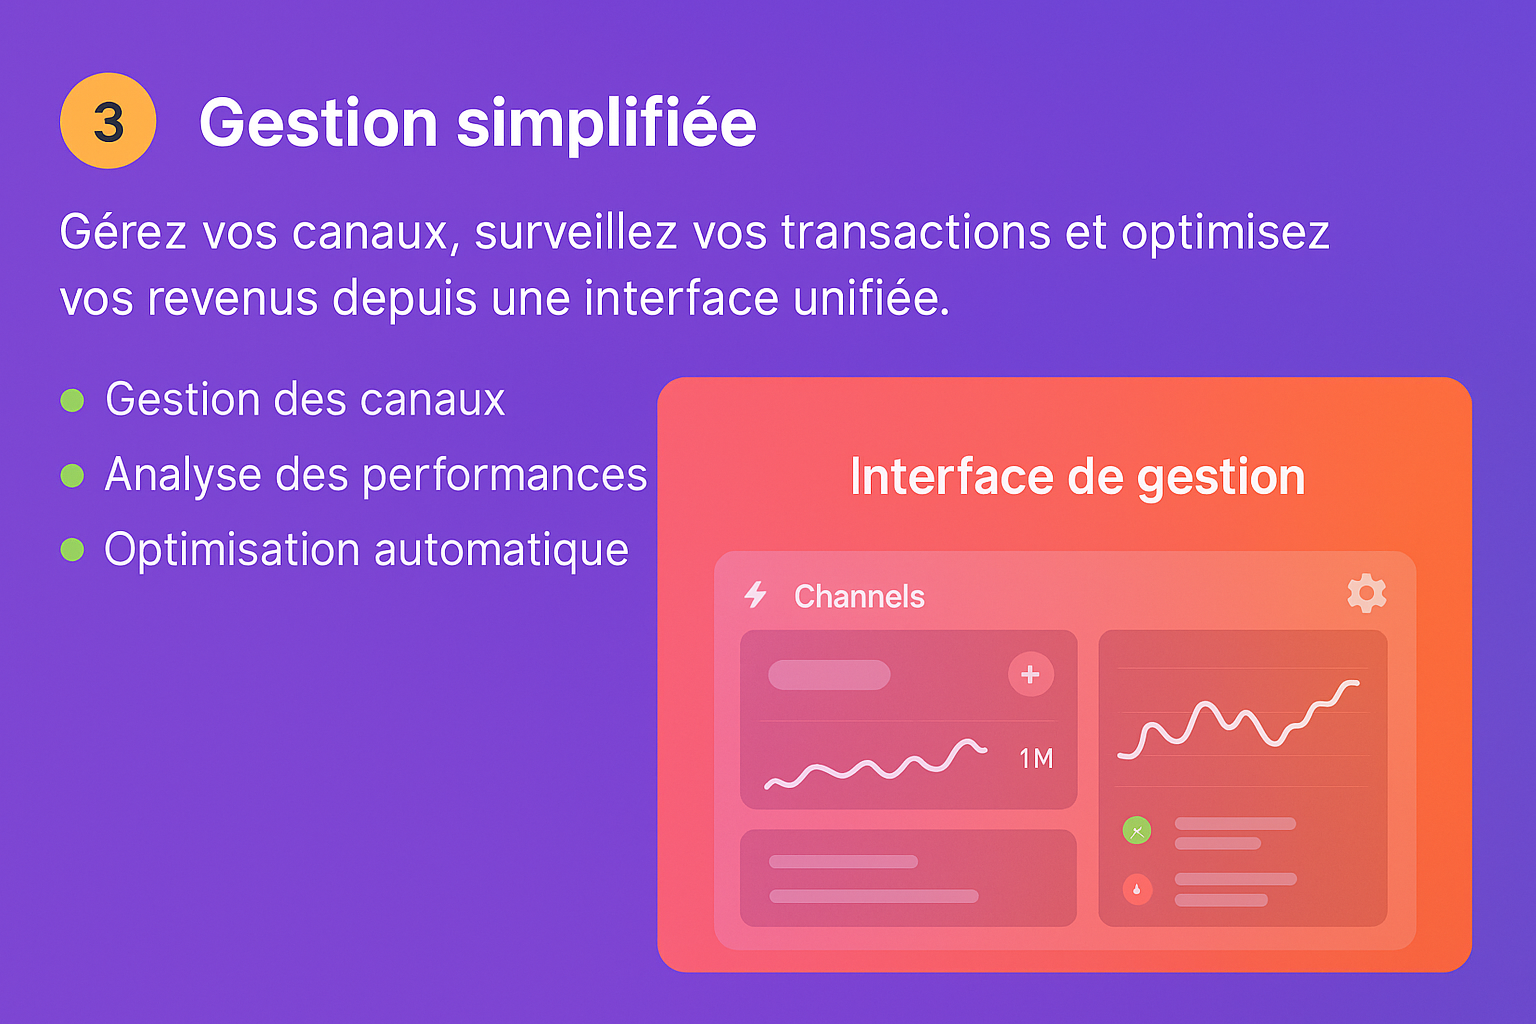 3 Gestion simplifiée
Gérez vos canaux, surveillez vos transactions et optimisez
vos revenus depuis une interface unifiée.
Gestion des canaux
Analyse des performances
Optimisation automatique
Interface de gestion
Channels
1M